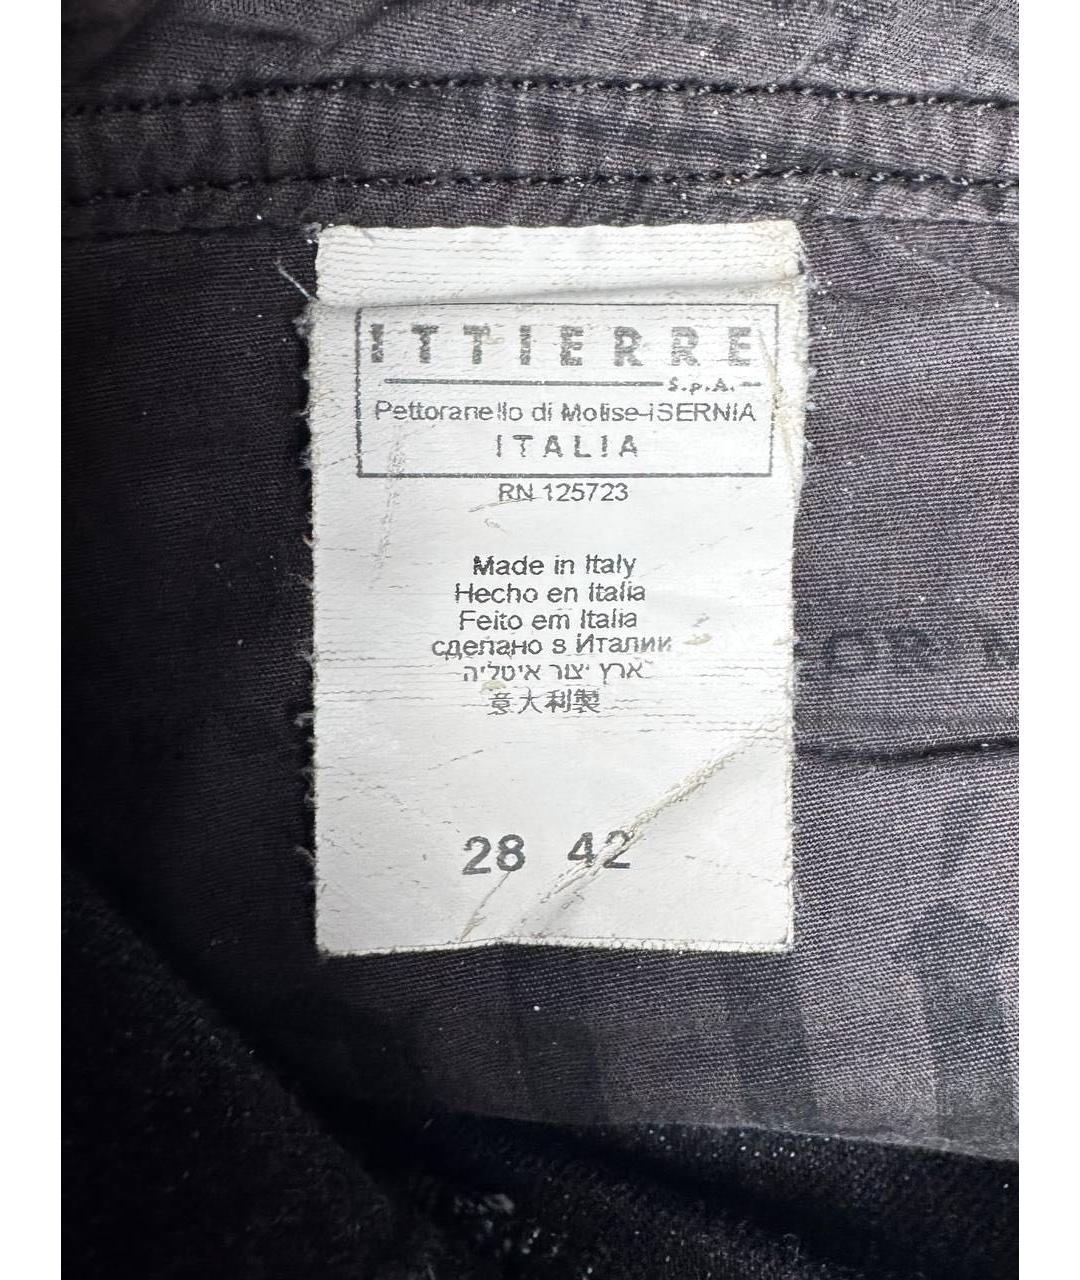 ITTIERRE
S.p.A.
Pettoranello di Molise-ISERNIA
ITALIA
RN 125723
Made in Italy
Hecho en Italia
Feito em Italia
сделано в Италии
ארץ יצור איטליה
意大利製
28 42